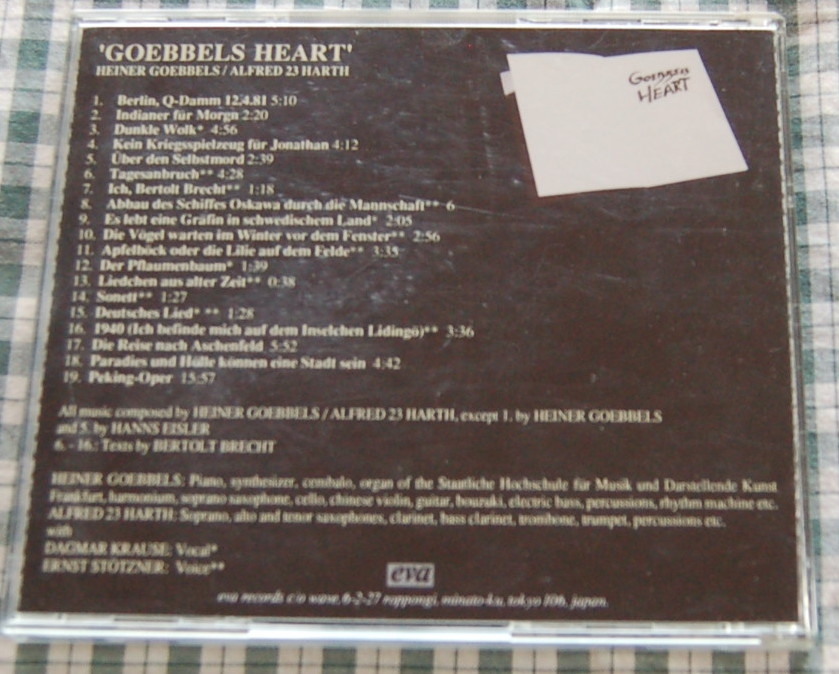 'GOEBBELS HEART'
HEINER GOEBBELS / ALFRED 23 HARTH
GOEBBELS
HEART
1. Berlin, Q-Damm 12.4.81 5:10
2. Indianer für Morgn 2:20
3. Dunkle Wolk* 4:56
4. Kein Kriegsspielzeug für Jonathan 4:12
5. Über den Selbstmord 2:39
6. Tagesanbruch** 4:28
7. Ich, Bertolt Brecht** 1:18
8. Abbau des Schiffes Oskawa durch die Mannschaft** 6
9. Es lebt eine Gräfin in schwedischem Land* 2:05
10. Die Vögel warten im Winter vor dem Fenster** 2:56
11. Apfelböck oder die Lilie auf dem Felde** 3:35
12. Der Pflaumenbaum* 1:39
13. Liedchen aus alter Zeit** 0:38
14. Sonett** 1:27
15. Deutsches Lied* ** 1:28
16. 1940 (Ich befinde mich auf dem Inselchen Lidingö)** 3:36
17. Die Reise nach Aschenfeld 5:52
18. Paradies und Hölle können eine Stadt sein 4:42
19. Peking-Oper 15:57
All music composed by HEINER GOEBBELS / ALFRED 23 HARTH, except 1. by HEINER GOEBBELS
and 5. by HANNS EISLER
6. - 16.: Texts by BERTOLT BRECHT
HEINER GOEBBELS: Piano, synthesizer, cembalo, organ of the Staatliche Hochschule für Musik und Darstellende Kunst
Frankfurt, harmonium, soprano saxophone, cello, chinese violin, guitar, bouzuki, electric bass, percussions, rhythm machine etc.
ALFRED 23 HARTH: Soprano, alto and tenor saxophones, clarinet, bass clarinet, trombone, trumpet, percussions etc.
with
DAGMAR KRAUSE: Vocal*
ERNST STÖTZNER: Voice**
eva
eva records c/o wave, 6-2-27 roppongi, minato-ku, tokyo 106, japan.